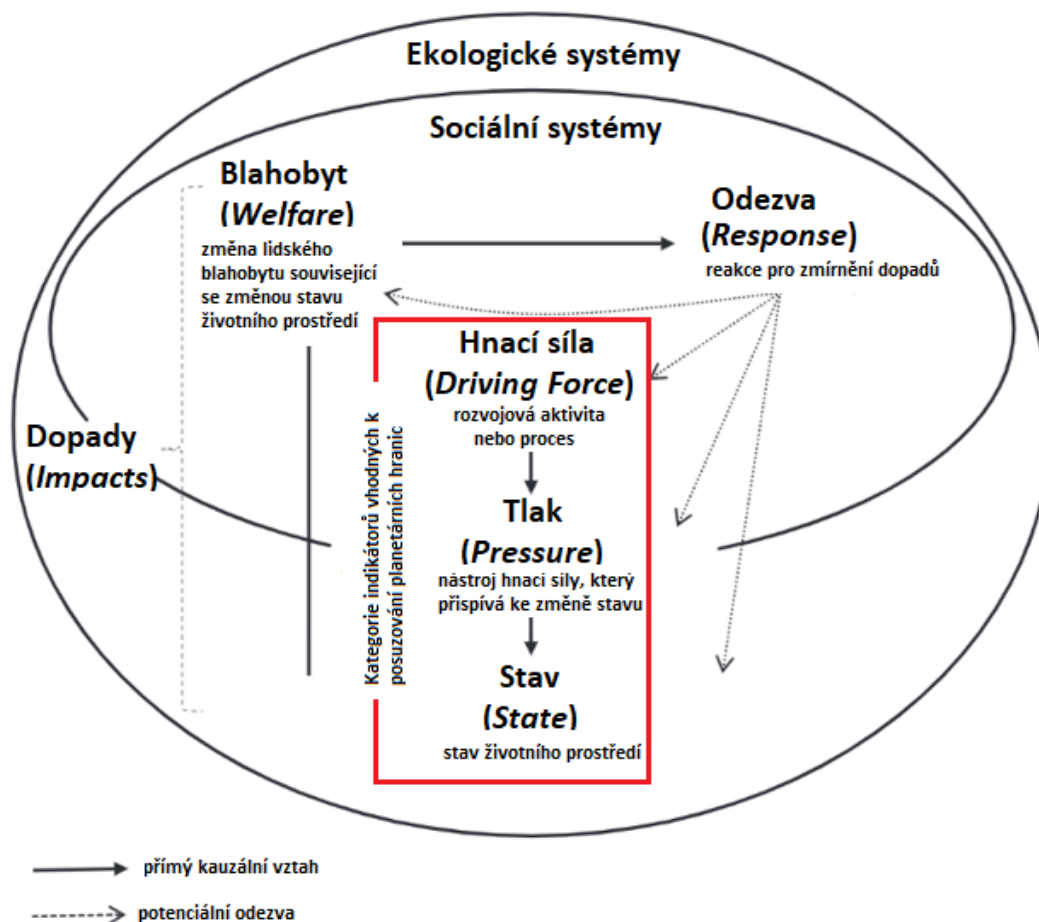 Ekologické systémy
Sociální systémy
Blahobyt
(Welfare)
změna lidského
blahobytu související
se změnou stavu
životního prostředí
Odezva
(Response)
reakce pro zmírnění dopadů
Hnací síla
(Driving Force)
rozvojová aktivita
nebo proces
Dopady
(Impacts)
Kategorie indikátorů vhodných k
posuzování planetárních hranic
Tlak
(Pressure)
nástroj hnaci sily, který
přispívá ke změně stavu
Stav
(State)
stav životního prostředí
přímý kauzální vztah
potenciální odezva